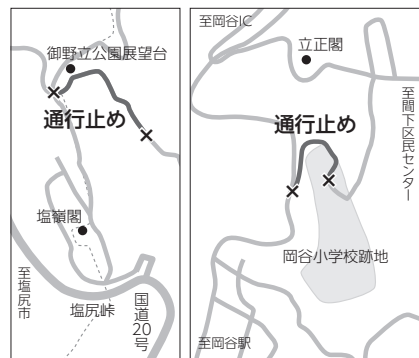 御野立公園展望台
通行止め
塩嶺閣
至塩尻市
塩尻峠
国道20号
至岡谷IC
立正閣
至間下区民センター
通行止め
岡谷小学校跡地
至岡谷駅